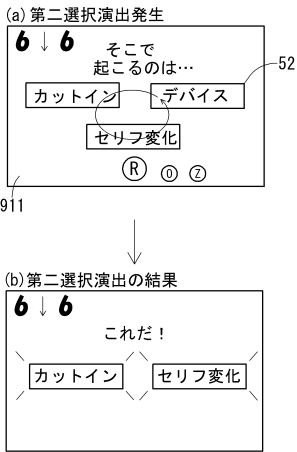 (a)第二選択演出発生
6 ↓ 6
そこで
起こるのは…
52
カットイン デバイス
セリフ変化
R 0 Z
911
(b)第二選択演出の結果
6 ↓ 6
これだ！
カットイン セリフ変化